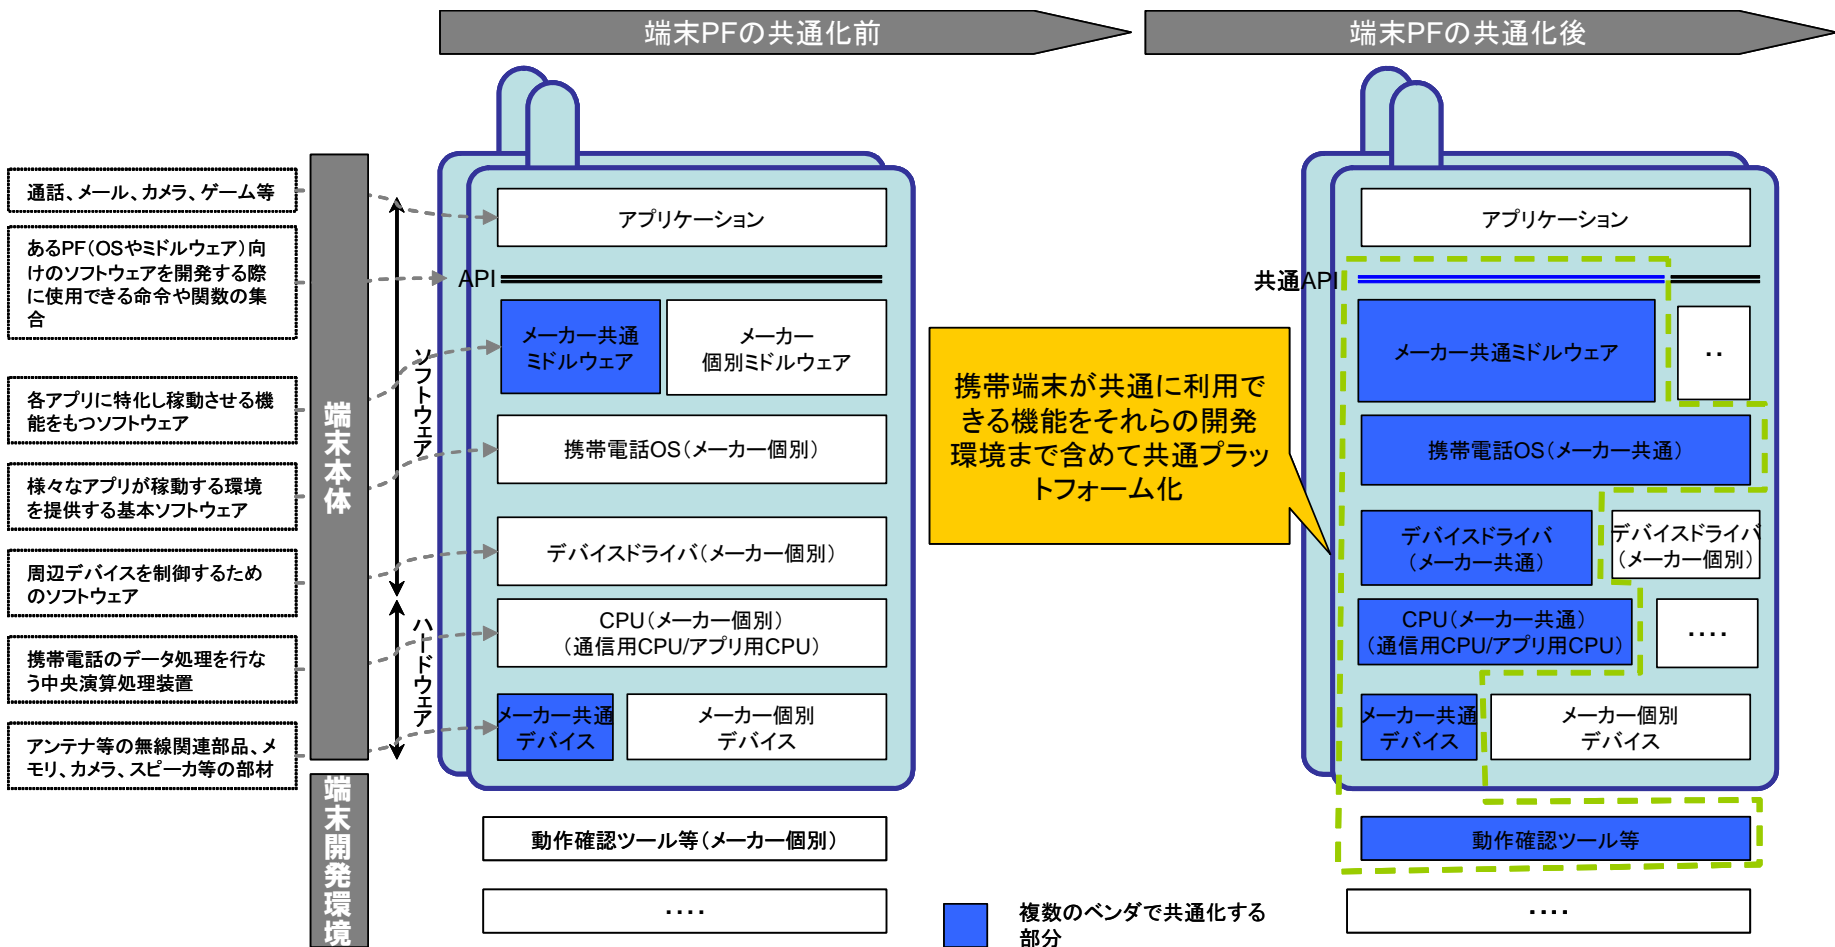 端末PFの共通化前
端末PFの共通化後
通話、メール、カメラ、ゲーム等
あるPF(OSやミドルウェア)向
けのソフトウェアを開発する際
に使用できる命令や関数の集
合
各アプリに特化し稼動させる機
能をもつソフトウェア
様々なアプリが稼動する環境
を提供する基本ソフトウェア
周辺デバイスを制御するため
のソフトウェア
携帯電話のデータ処理を行な
う中央演算処理装置
アンテナ等の無線関連部品、メ
モリ、カメラ、スピーカ等の部材
端末本体
端末開発環境
ソフトウェア
ハードウェア
アプリケーション
API
メーカー共通
ミドルウェア
メーカー
個別ミドルウェア
携帯電話OS(メーカー個別)
デバイスドライバ(メーカー個別)
CPU(メーカー個別)
(通信用CPU/アプリ用CPU)
メーカー共通
デバイス
メーカー個別
デバイス
動作確認ツール等(メーカー個別)
‥‥
携帯端末が共通に利用で
きる機能をそれらの開発
環境まで含めて共通プラッ
トフォーム化
複数のベンダで共通化する
部分
アプリケーション
共通API
メーカー共通ミドルウェア
‥
携帯電話OS(メーカー共通)
デバイスドライバ
(メーカー共通)
デバイスドライバ
(メーカー個別)
CPU(メーカー共通)
(通信用CPU/アプリ用CPU)
‥‥
メーカー共通
デバイス
メーカー個別
デバイス
動作確認ツール等
‥‥